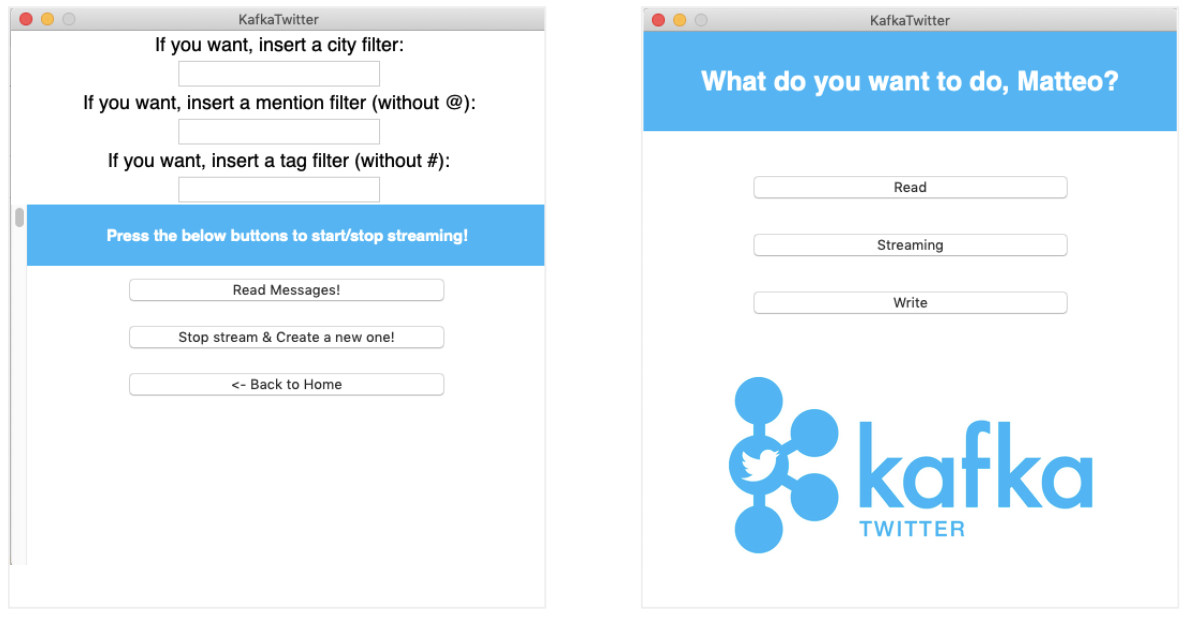 KafkaTwitter
If you want, insert a city filter:
If you want, insert a mention filter (without @):
If you want, insert a tag filter (without #):
Press the below buttons to start/stop streaming!
Read Messages!
Stop stream & Create a new one!
<- Back to Home
KafkaTwitter
What do you want to do, Matteo?
Read
Streaming
Write
kafka
TWITTER